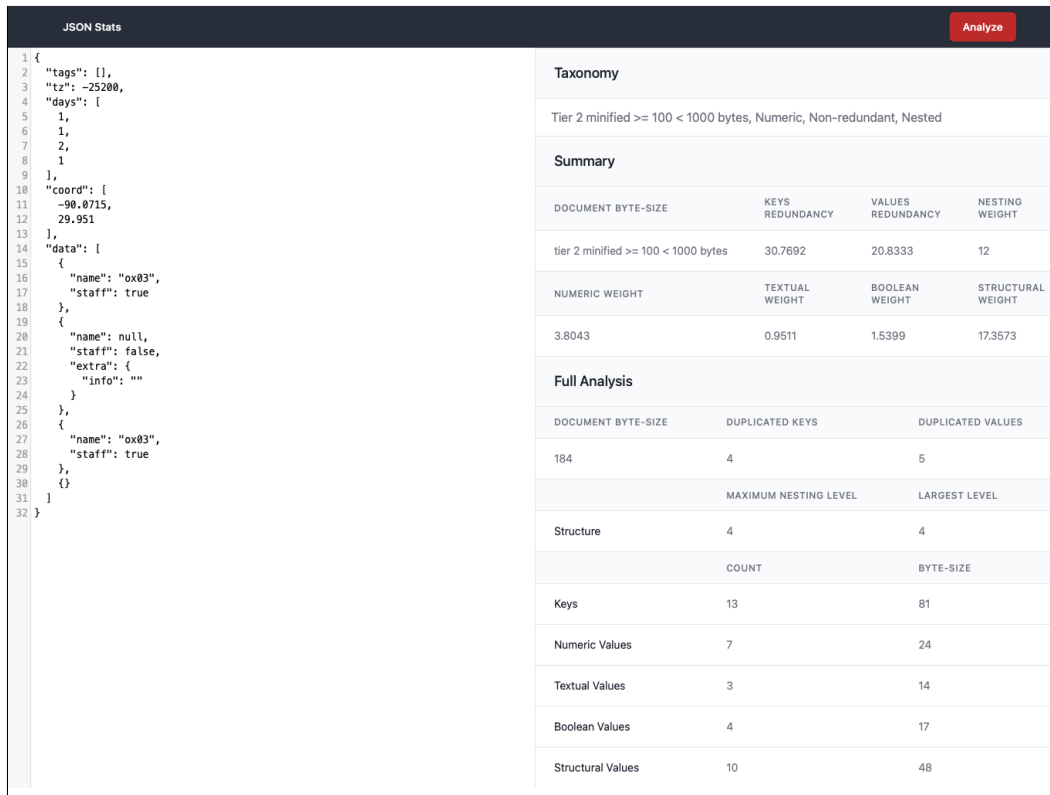 JSON Stats
Analyze
1 {
2   "tags": [],
3   "tz": -25200,
4   "days": [
5     1,
6     1,
7     2,
8     1
9   ],
10   "coord": [
11     -90.0715,
12     29.951
13   ],
14   "data": [
15     {
16       "name": "ox03",
17       "staff": true
18     },
19     {
20       "name": null,
21       "staff": false,
22       "extra": {
23         "info": ""
24       }
25     },
26     {
27       "name": "ox03",
28       "staff": true
29     },
30     {}
31   ]
32 }
Taxonomy
Tier 2 minified >= 100 < 1000 bytes, Numeric, Non-redundant, Nested
Summary
DOCUMENT BYTE-SIZE KEYS REDUNDANCY VALUES REDUNDANCY NESTING WEIGHT
tier 2 minified >= 100 < 1000 bytes 30.7692 20.8333 12
NUMERIC WEIGHT TEXTUAL WEIGHT BOOLEAN WEIGHT STRUCTURAL WEIGHT
3.8043 0.9511 1.5399 17.3573
Full Analysis
DOCUMENT BYTE-SIZE DUPLICATED KEYS DUPLICATED VALUES
184 4 5
MAXIMUM NESTING LEVEL LARGEST LEVEL
Structure 4 4
COUNT BYTE-SIZE
Keys 13 81
Numeric Values 7 24
Textual Values 3 14
Boolean Values 4 17
Structural Values 10 48